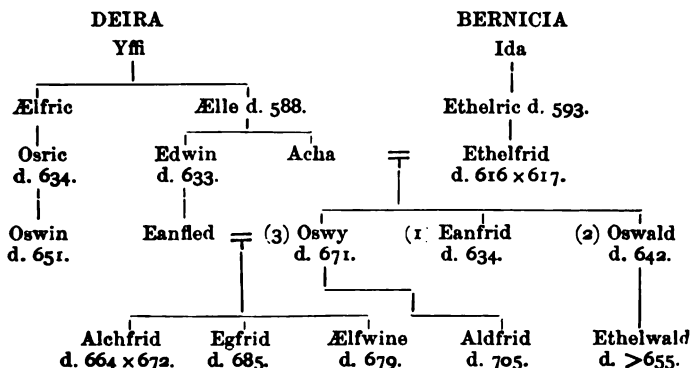 DEIRA BERNICIA
Yffi Ida
Ælfric Ælle d. 588. Ethelric d. 593.
Osric Edwin Acha = Ethelfrid
d. 634. d. 633. d. 616 × 617.
Oswin Eanfled = (3) Oswy (1) Eanfrid (2) Oswald
d. 651. d. 671. d. 634. d. 642.
Alchfrid Egfrid Ælfwine Aldfrid Ethelwald
d. 664 × 672. d. 685. d. 679. d. 705. d. >655.